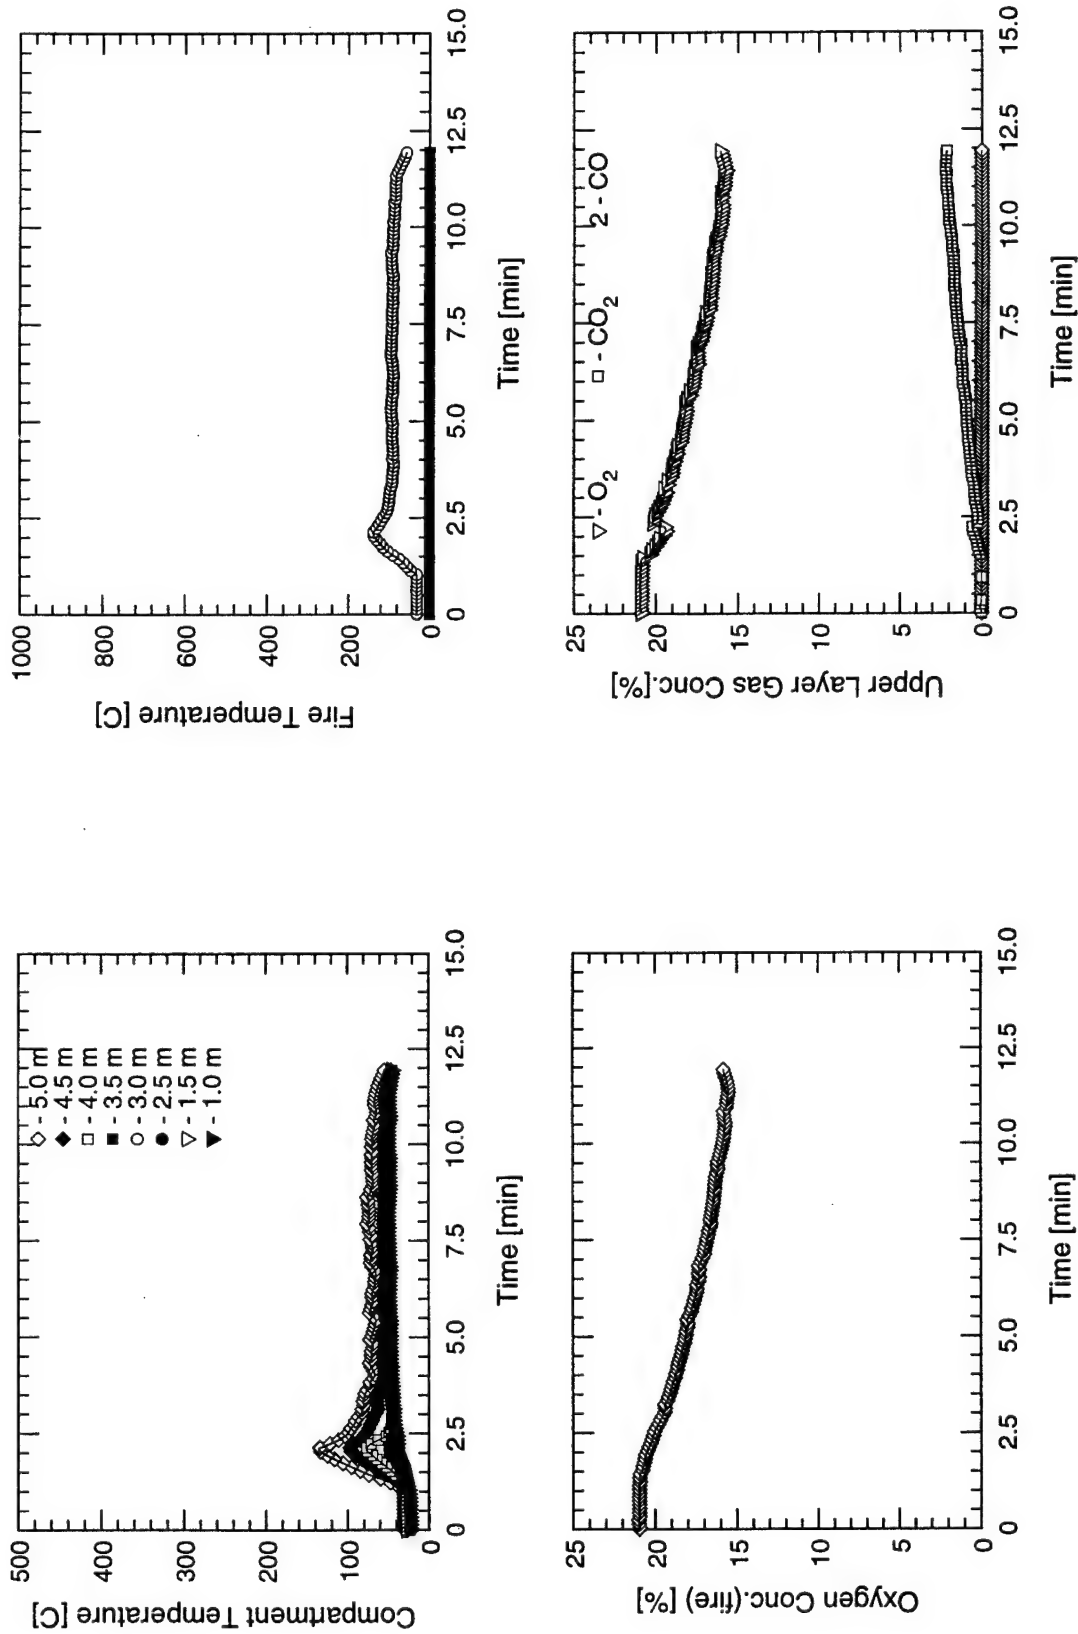 Compartment Temperature [C]
500
400
300
200
100
0
◇ - 5.0 m
◆ - 4.5 m
□ - 4.0 m
■ - 3.5 m
○ - 3.0 m
● - 2.5 m
▽ - 1.5 m
▼ - 1.0 m
0 2.5 5.0 7.5 10.0 12.5 15.0
Time [min]
Fire Temperature [C]
1000
800
600
400
200
0
0 2.5 5.0 7.5 10.0 12.5 15.0
Time [min]
Oxygen Conc.(fire) [%]
25
20
15
10
5
0
0 2.5 5.0 7.5 10.0 12.5 15.0
Time [min]
Upper Layer Gas Conc.[%]
25
20
15
10
5
0
▽ - O₂ □ - CO₂ 2 - CO
0 2.5 5.0 7.5 10.0 12.5 15.0
Time [min]